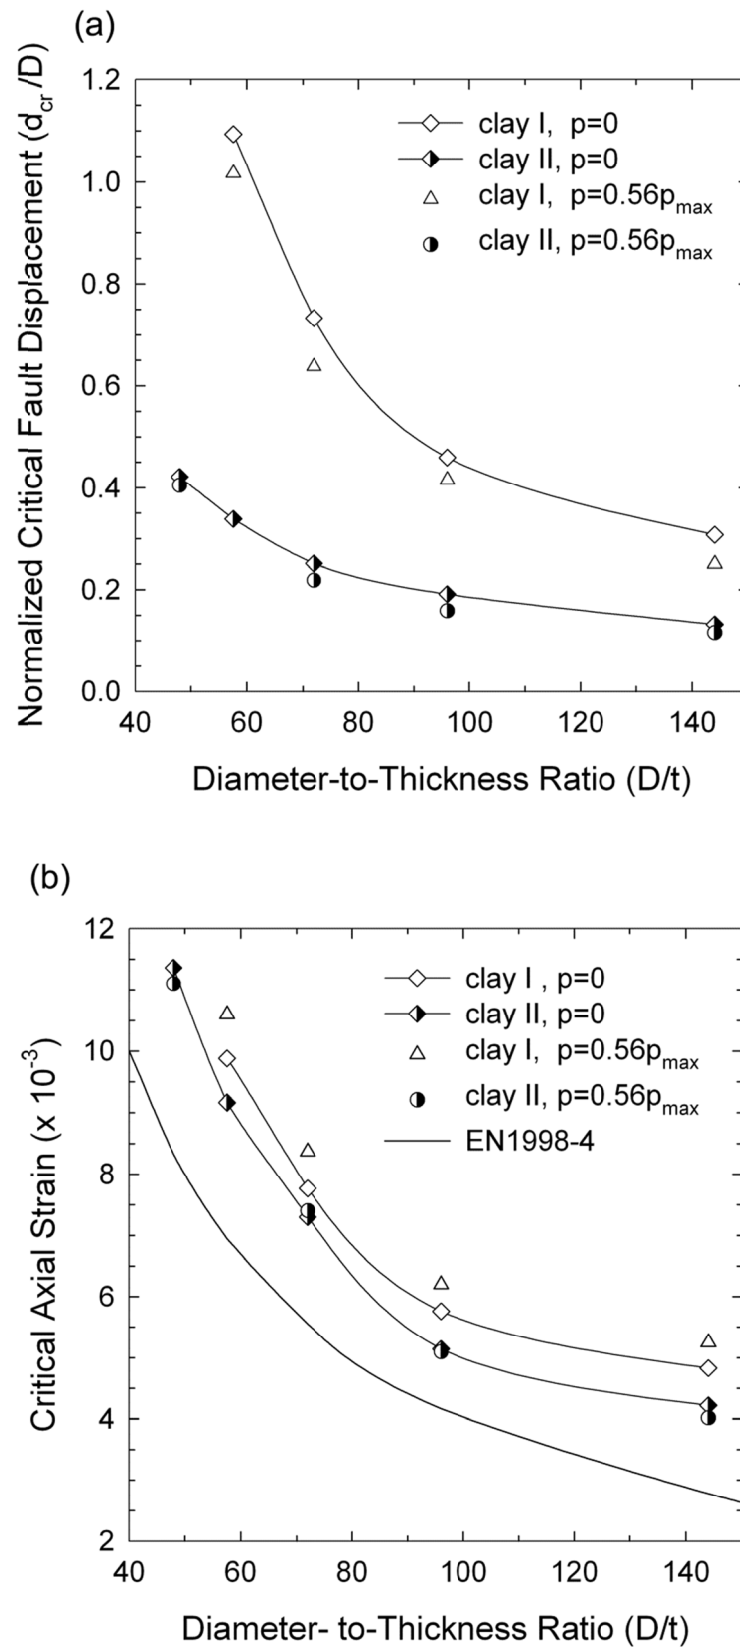 (a)
Normalized Critical Fault Displacement (dcr /D)
1.2
1.0
0.8
0.6
0.4
0.2
0.0
clay I, p=0
clay II, p=0
clay I, p=0.56pmax
clay II, p=0.56pmax
40 60 80 100 120 140
Diameter-to-Thickness Ratio (D/t)
(b)
Critical Axial Strain (x 10-3)
12
10
8
6
4
2
clay I , p=0
clay II, p=0
clay I, p=0.56pmax
clay II, p=0.56pmax
EN1998-4
40 60 80 100 120 140
Diameter- to-Thickness Ratio (D/t)